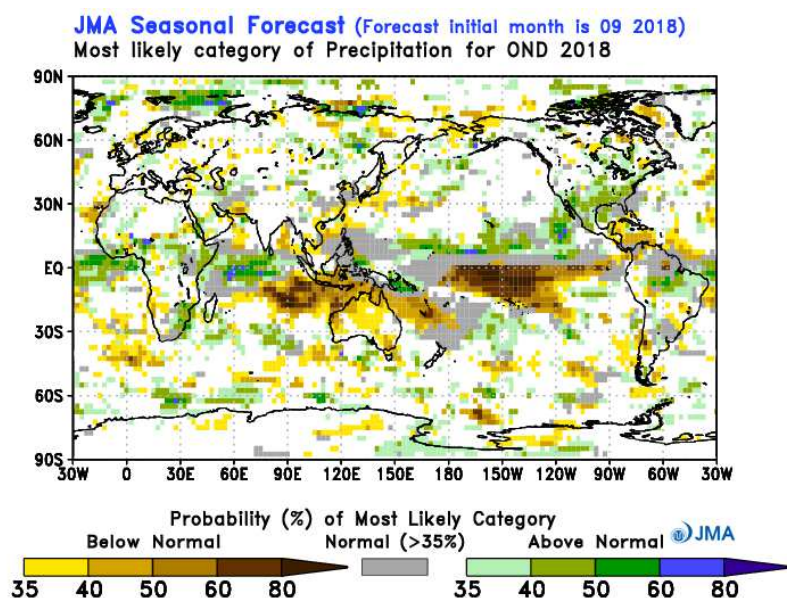 JMA Seasonal Forecast (Forecast initial month is 09 2018)
Most likely category of Precipitation for OND 2018
90N
60N
30N
EQ
30S
60S
90S
30W 0 30E 60E 90E 120E 150E 180 150W 120W 90W 60W 30W
Probability (%) of Most Likely Category
Below Normal Normal (>35%) Above Normal JMA
35 40 50 60 80 35 40 50 60 80